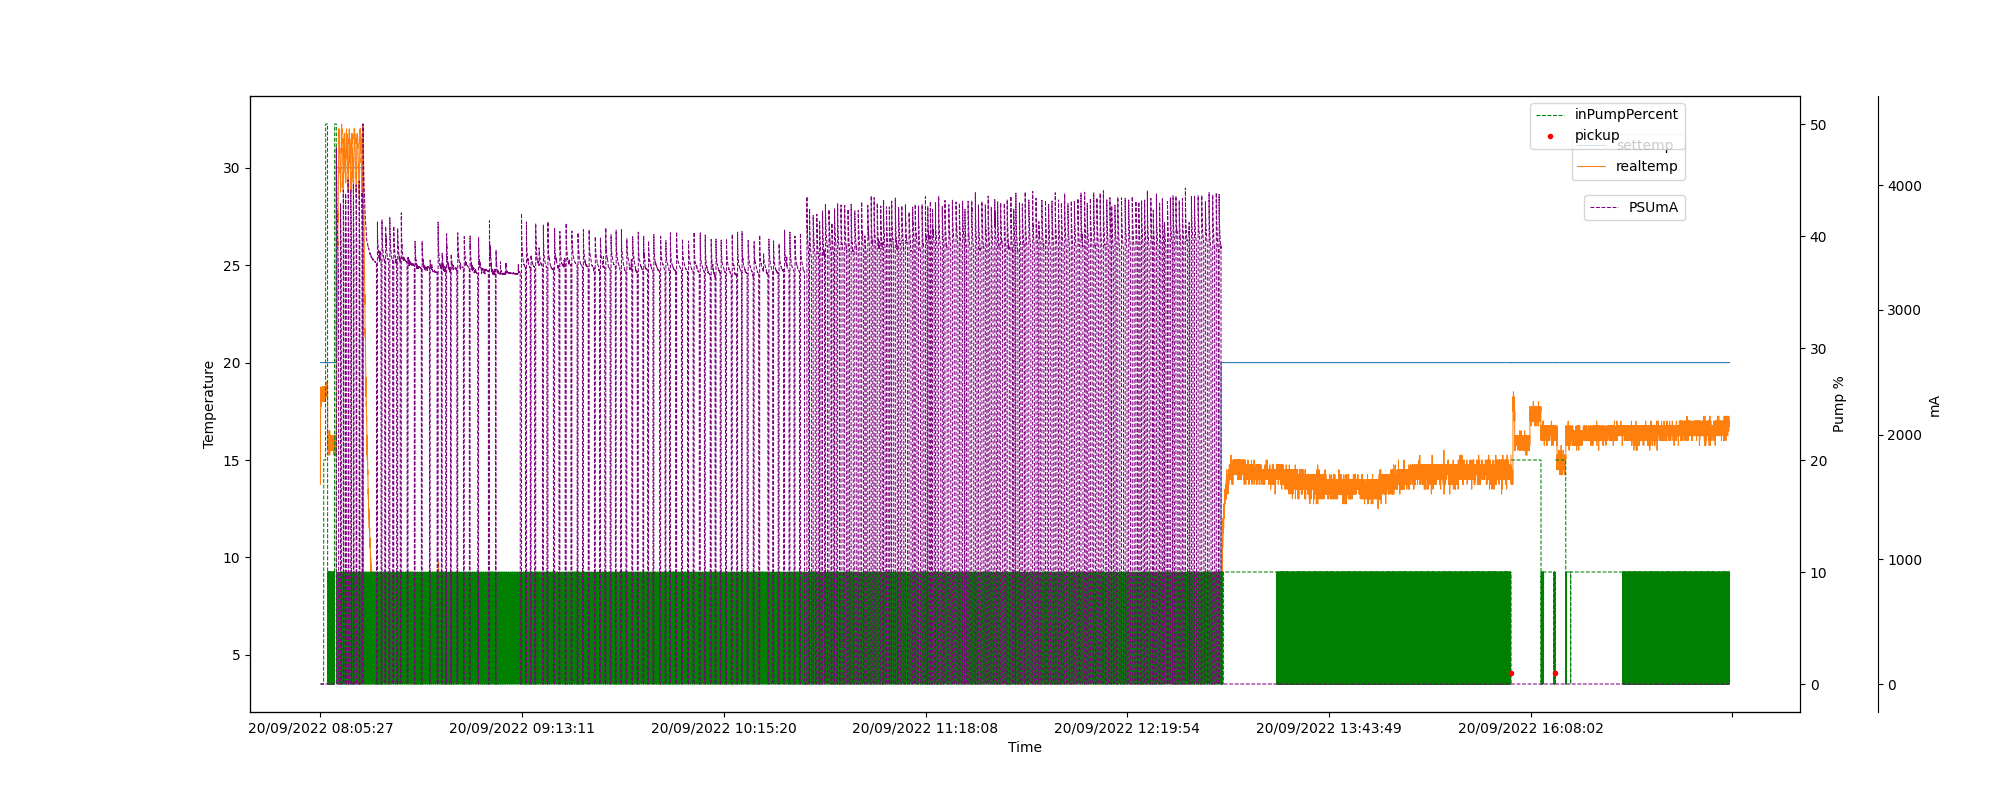 inPumpPercent
pickup
settemp
realtemp
PSUmA
30
25
20
15
10
5
Temperature
50
40
30
20
10
0
Pump %
4000
3000
2000
1000
0
mA
20/09/2022 08:05:27
20/09/2022 09:13:11
20/09/2022 10:15:20
20/09/2022 11:18:08
20/09/2022 12:19:54
20/09/2022 13:43:49
20/09/2022 16:08:02
Time